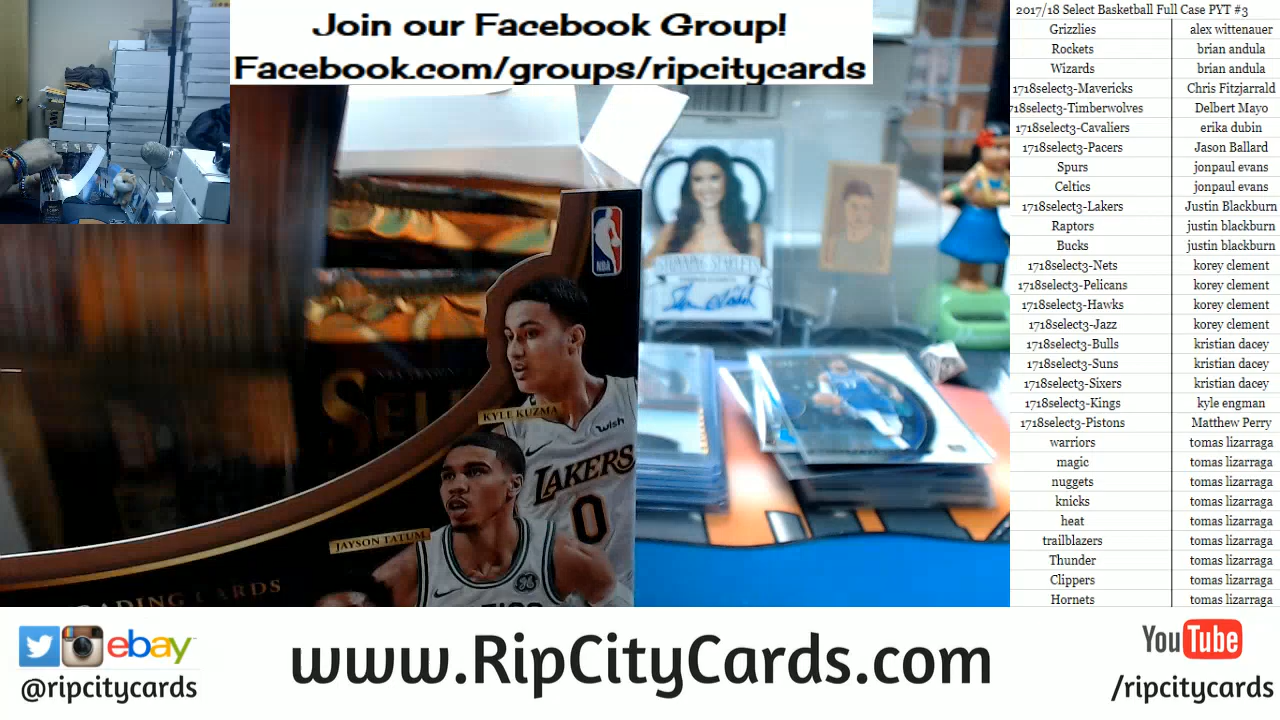 Join our Facebook Group!
Facebook.com/groups/ripcitycards
2017/18 Select Basketball Full Case PYT #3
Grizzlies alex wittenauer
Rockets brian andula
Wizards brian andula
1718select3-Mavericks Chris Fitzjarrald
718select3-Timberwolves Delbert Mayo
1718select3-Cavaliers erika dubin
1718select3-Pacers Jason Ballard
Spurs jonpaul evans
Celtics jonpaul evans
1718select3-Lakers Justin Blackburn
Raptors justin blackburn
Bucks justin blackburn
1718select3-Nets korey clement
1718select3-Pelicans korey clement
1718select3-Hawks korey clement
1718select3-Jazz korey clement
1718select3-Bulls kristian dacey
1718select3-Suns kristian dacey
1718select3-Sixers kristian dacey
1718select3-Kings kyle engman
1718select3-Pistons Matthew Perry
warriors tomas lizarraga
magic tomas lizarraga
nuggets tomas lizarraga
knicks tomas lizarraga
heat tomas lizarraga
trailblazers tomas lizarraga
Thunder tomas lizarraga
Clippers tomas lizarraga
Hornets tomas lizarraga
NBA
KYLE KUZMA
wish
LAKERS
0
JAYSON TATUM
GE
CARDS
ebay
@ripcitycards
www.RipCityCards.com
YouTube
/ripcitycards